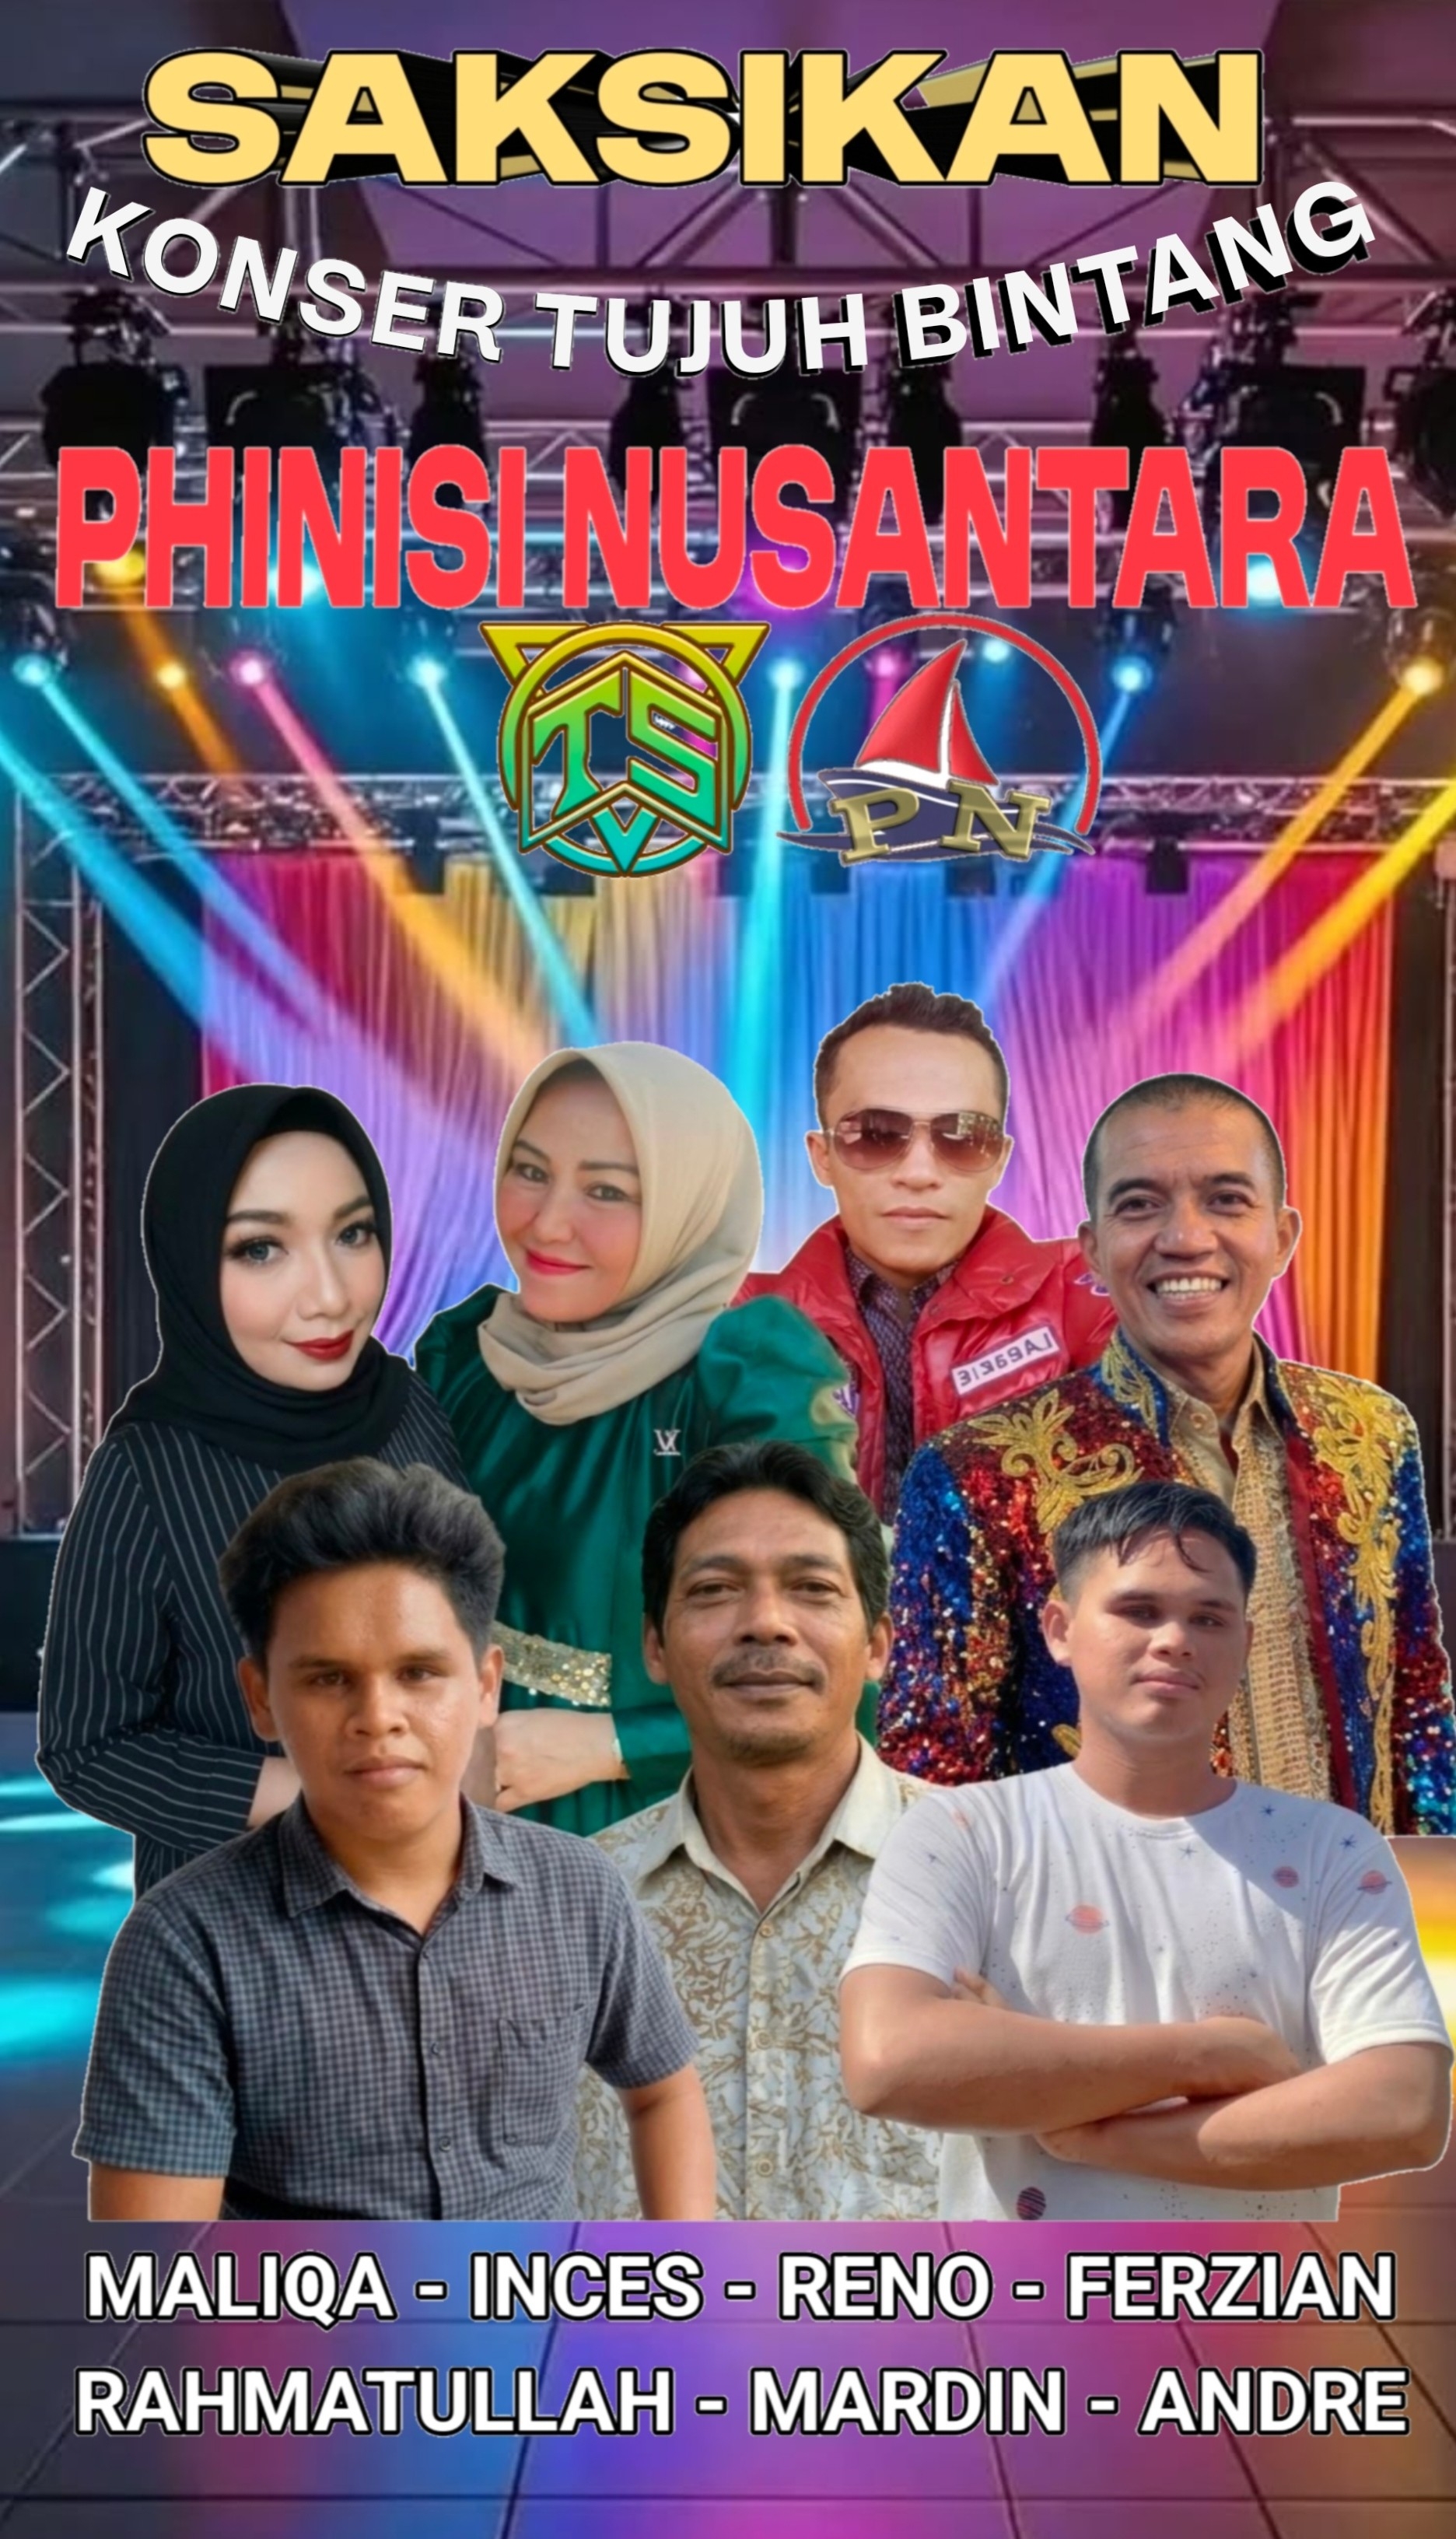 SAKSIKAN
KONSER TUJUH BINTANG
PHINISI NUSANTARA
TS
PN
MALIQA - INCES - RENO - FERZIAN
RAHMATULLAH - MARDIN - ANDRE